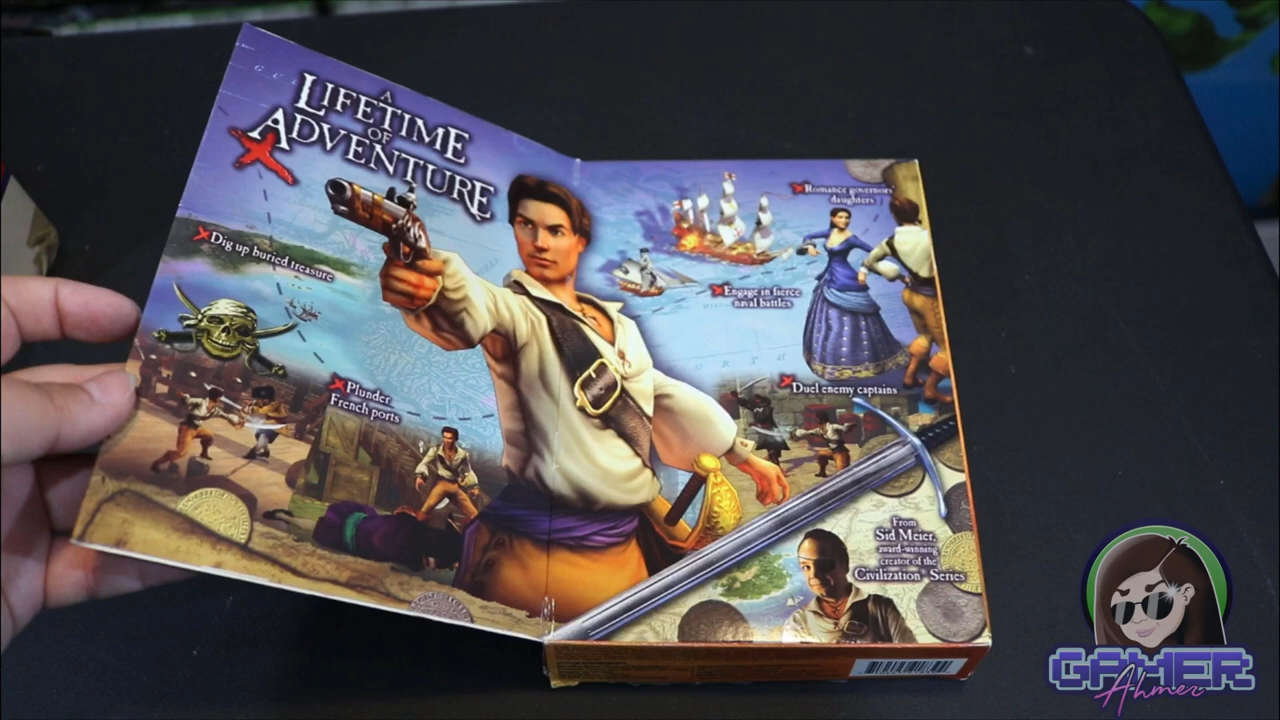 A
LIFETIME
OF
ADVENTURE
Dig up buried treasure
Plunder
French ports
Romance governors'
daughters
Engage in fierce
naval battles
Duel enemy captains
From
Sid Meier,
award-winning
creator of the
Civilization® Series
GAMER
Ahmez